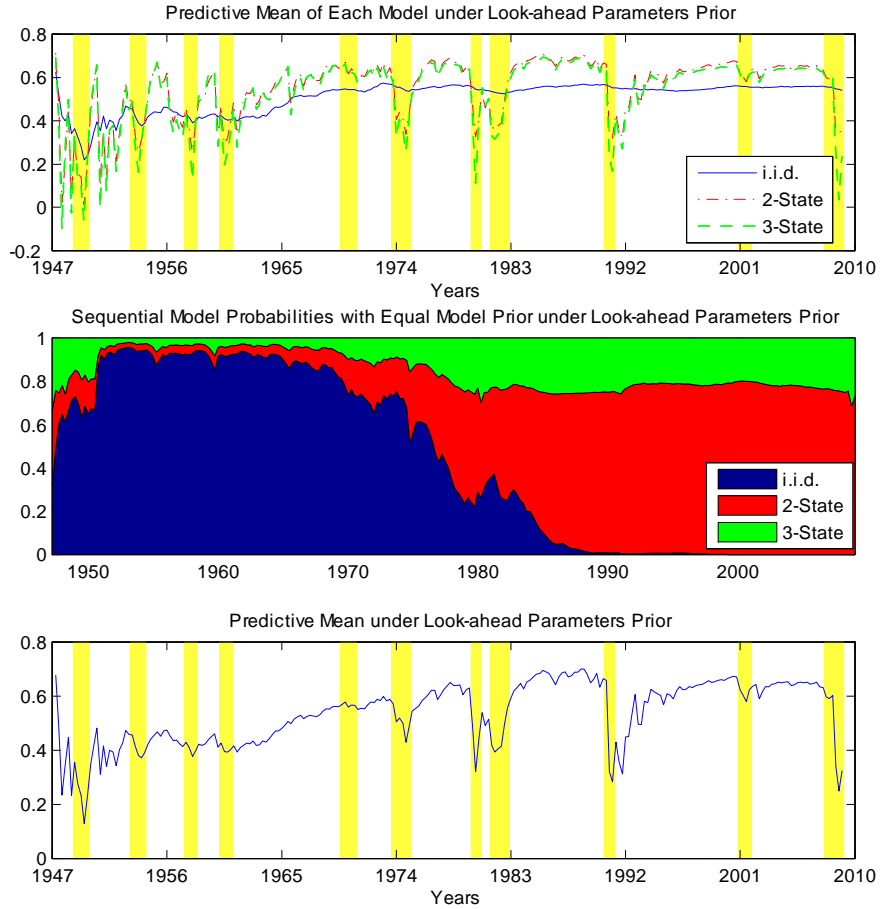 Predictive Mean of Each Model under Look-ahead Parameters Prior
0.8
0.6
0.4
0.2
0
-0.2
i.i.d.
2-State
3-State
1947 1956 1965 1974 1983 1992 2001 2010
Years
Sequential Model Probabilities with Equal Model Prior under Look-ahead Parameters Prior
1
0.8
0.6
0.4
0.2
0
i.i.d.
2-State
3-State
1950 1960 1970 1980 1990 2000
Predictive Mean under Look-ahead Parameters Prior
0.8
0.6
0.4
0.2
0
1947 1956 1965 1974 1983 1992 2001 2010
Years